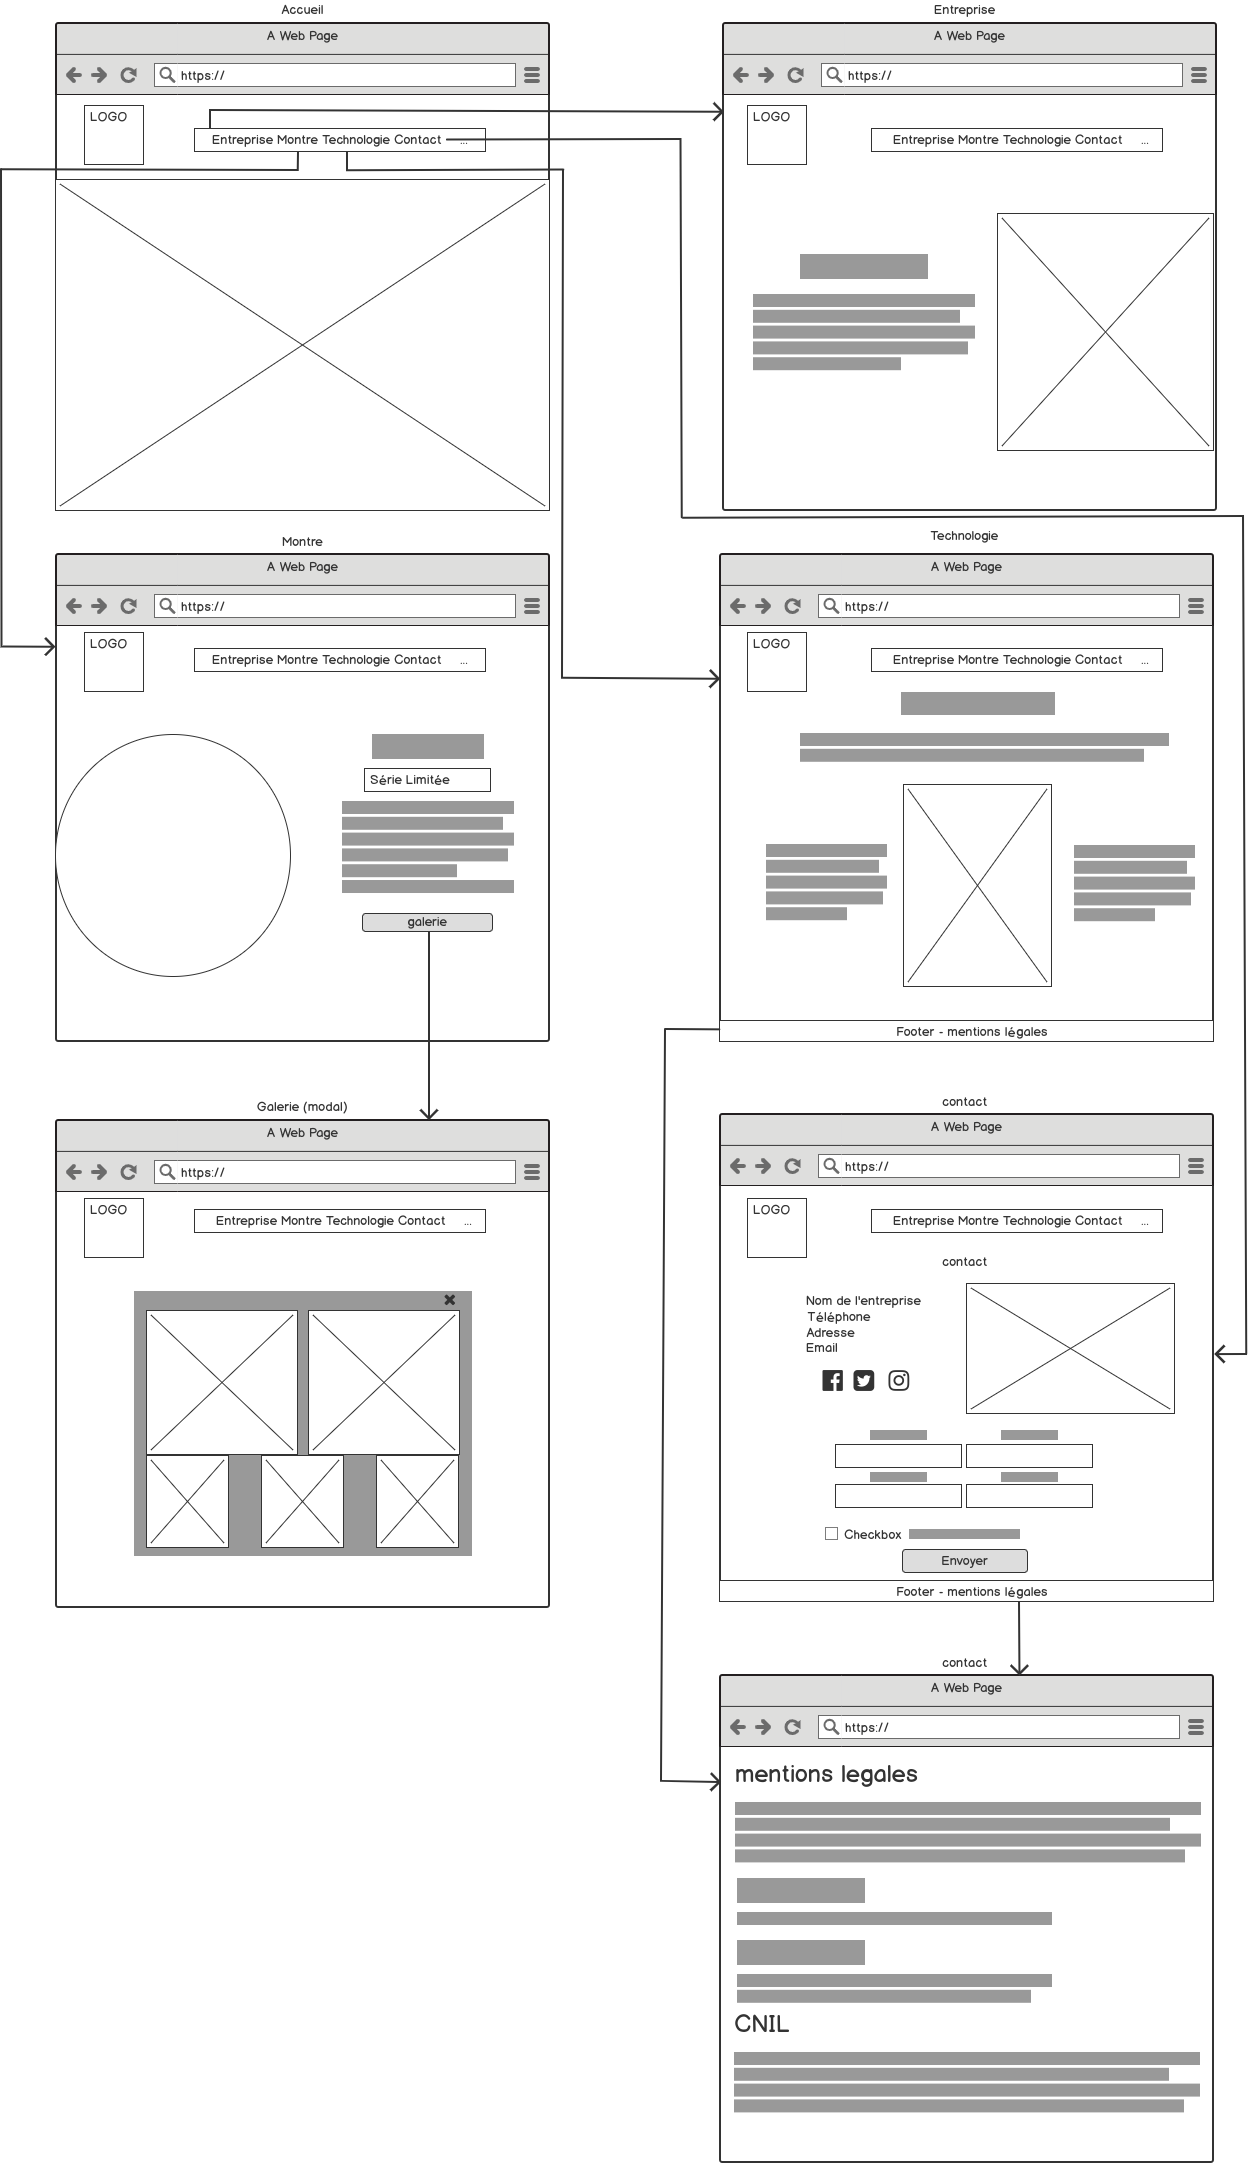 Accueil
A Web Page
https://
LOGO
Entreprise Montre Technologie Contact ...
Entreprise
A Web Page
https://
LOGO
Entreprise Montre Technologie Contact ...
Montre
A Web Page
https://
LOGO
Entreprise Montre Technologie Contact ...
Série Limitée
galerie
Technologie
A Web Page
https://
LOGO
Entreprise Montre Technologie Contact ...
Footer - mentions légales
Galerie (modal)
A Web Page
https://
LOGO
Entreprise Montre Technologie Contact ...
contact
A Web Page
https://
LOGO
Entreprise Montre Technologie Contact ...
contact
Nom de l'entreprise
Téléphone
Adresse
Email
Checkbox
Envoyer
Footer - mentions légales
contact
A Web Page
https://
mentions legales
CNIL